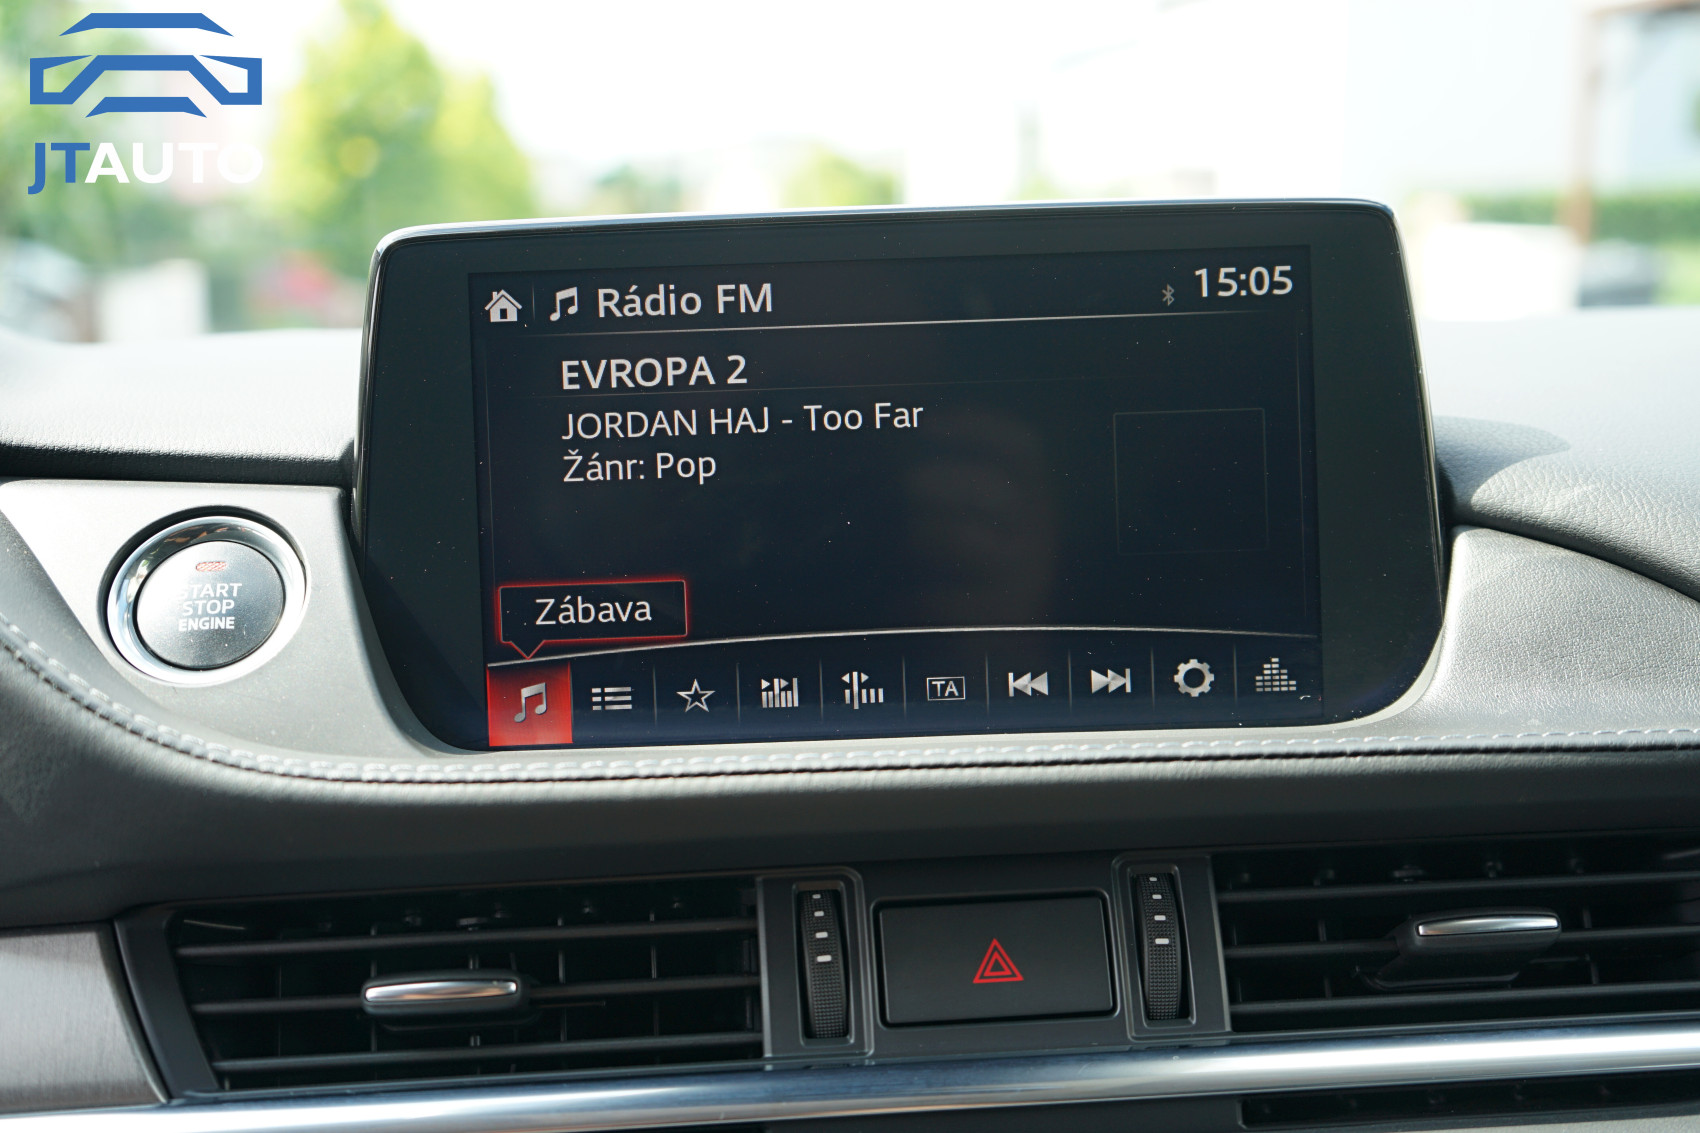 JTAUTO
Rádio FM
15:05
EVROPA 2
JORDAN HAJ - Too Far
Žánr: Pop
Zábava
TA
START
STOP
ENGINE